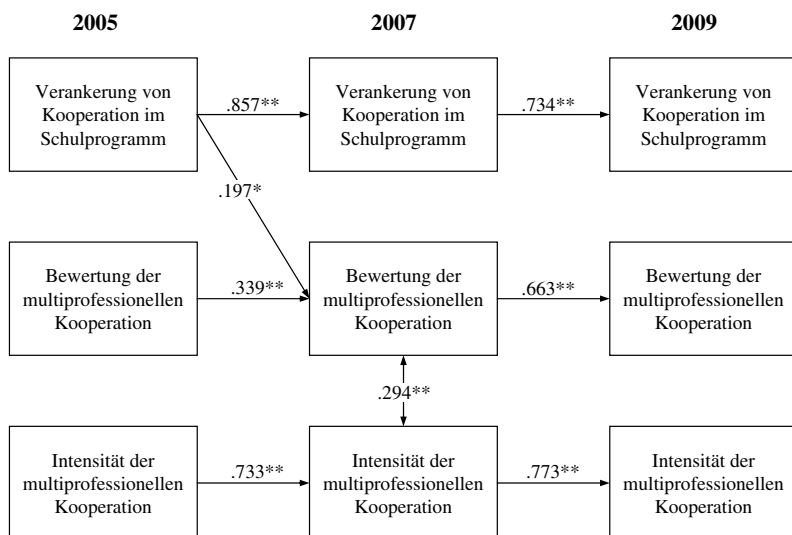 2005
2007
2009
Verankerung von
Kooperation im
Schulprogramm
.857**
Verankerung von
Kooperation im
Schulprogramm
.734**
Verankerung von
Kooperation im
Schulprogramm
.197*
Bewertung der
multiprofessionellen
Kooperation
.339**
Bewertung der
multiprofessionellen
Kooperation
.663**
Bewertung der
multiprofessionellen
Kooperation
.294**
Intensität der
multiprofessionellen
Kooperation
.733**
Intensität der
multiprofessionellen
Kooperation
.773**
Intensität der
multiprofessionellen
Kooperation